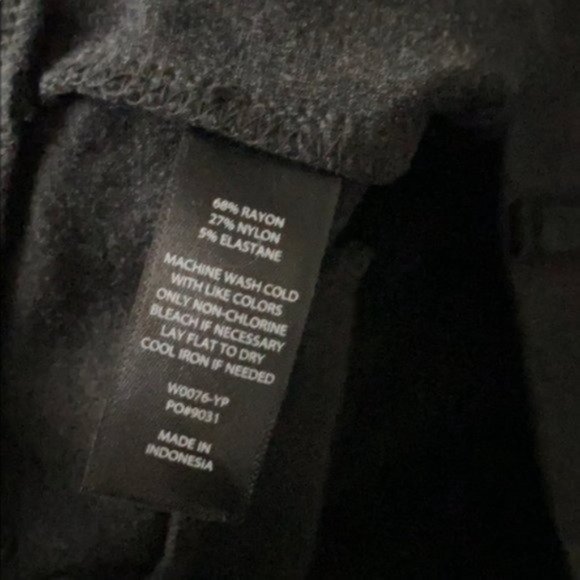 68% RAYON
27% NYLON
5% ELASTANE
MACHINE WASH COLD
WITH LIKE COLORS
ONLY NON-CHLORINE
BLEACH IF NECESSARY
LAY FLAT TO DRY
COOL IRON IF NEEDED
W0076-YP
PO#9031
MADE IN
INDONESIA